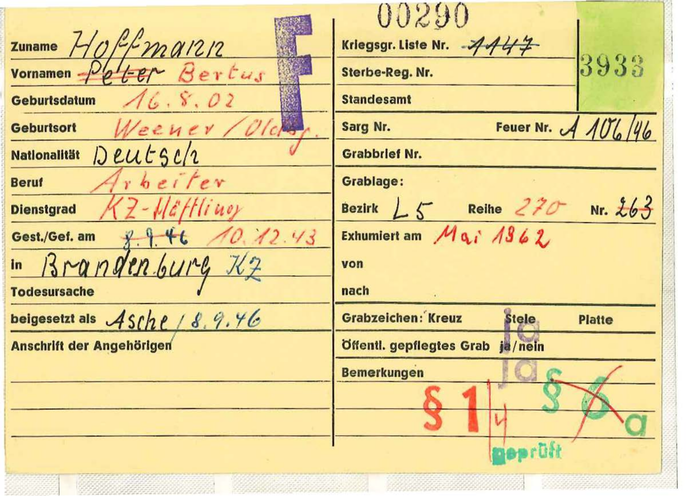 00290
F
3933
Zuname Hoffmann
Vornamen Peter Bertus
Geburtsdatum 16.8.02
Geburtsort Weener / Oldbg.
Nationalität Deutsch
Beruf Arbeiter
Dienstgrad KZ-Häftling
Gest./Gef. am 8.9.46 10.12.43
in Brandenburg KZ
Todesursache
beigesetzt als Asche / 8.9.46
Anschrift der Angehörigen
Kriegsgr. Liste Nr. 1147
Sterbe-Reg. Nr.
Standesamt
Sarg Nr. Feuer Nr. A 106/46
Grabbrief Nr.
Grablage:
Bezirk L5 Reihe 270 Nr. 263
Exhumiert am Mai 1962
von
nach
Grabzeichen: Kreuz Stele Platte
ja
Öffentl. gepflegtes Grab ja/nein
ja
Bemerkungen
§ 1/4 § 6 a
geprüft